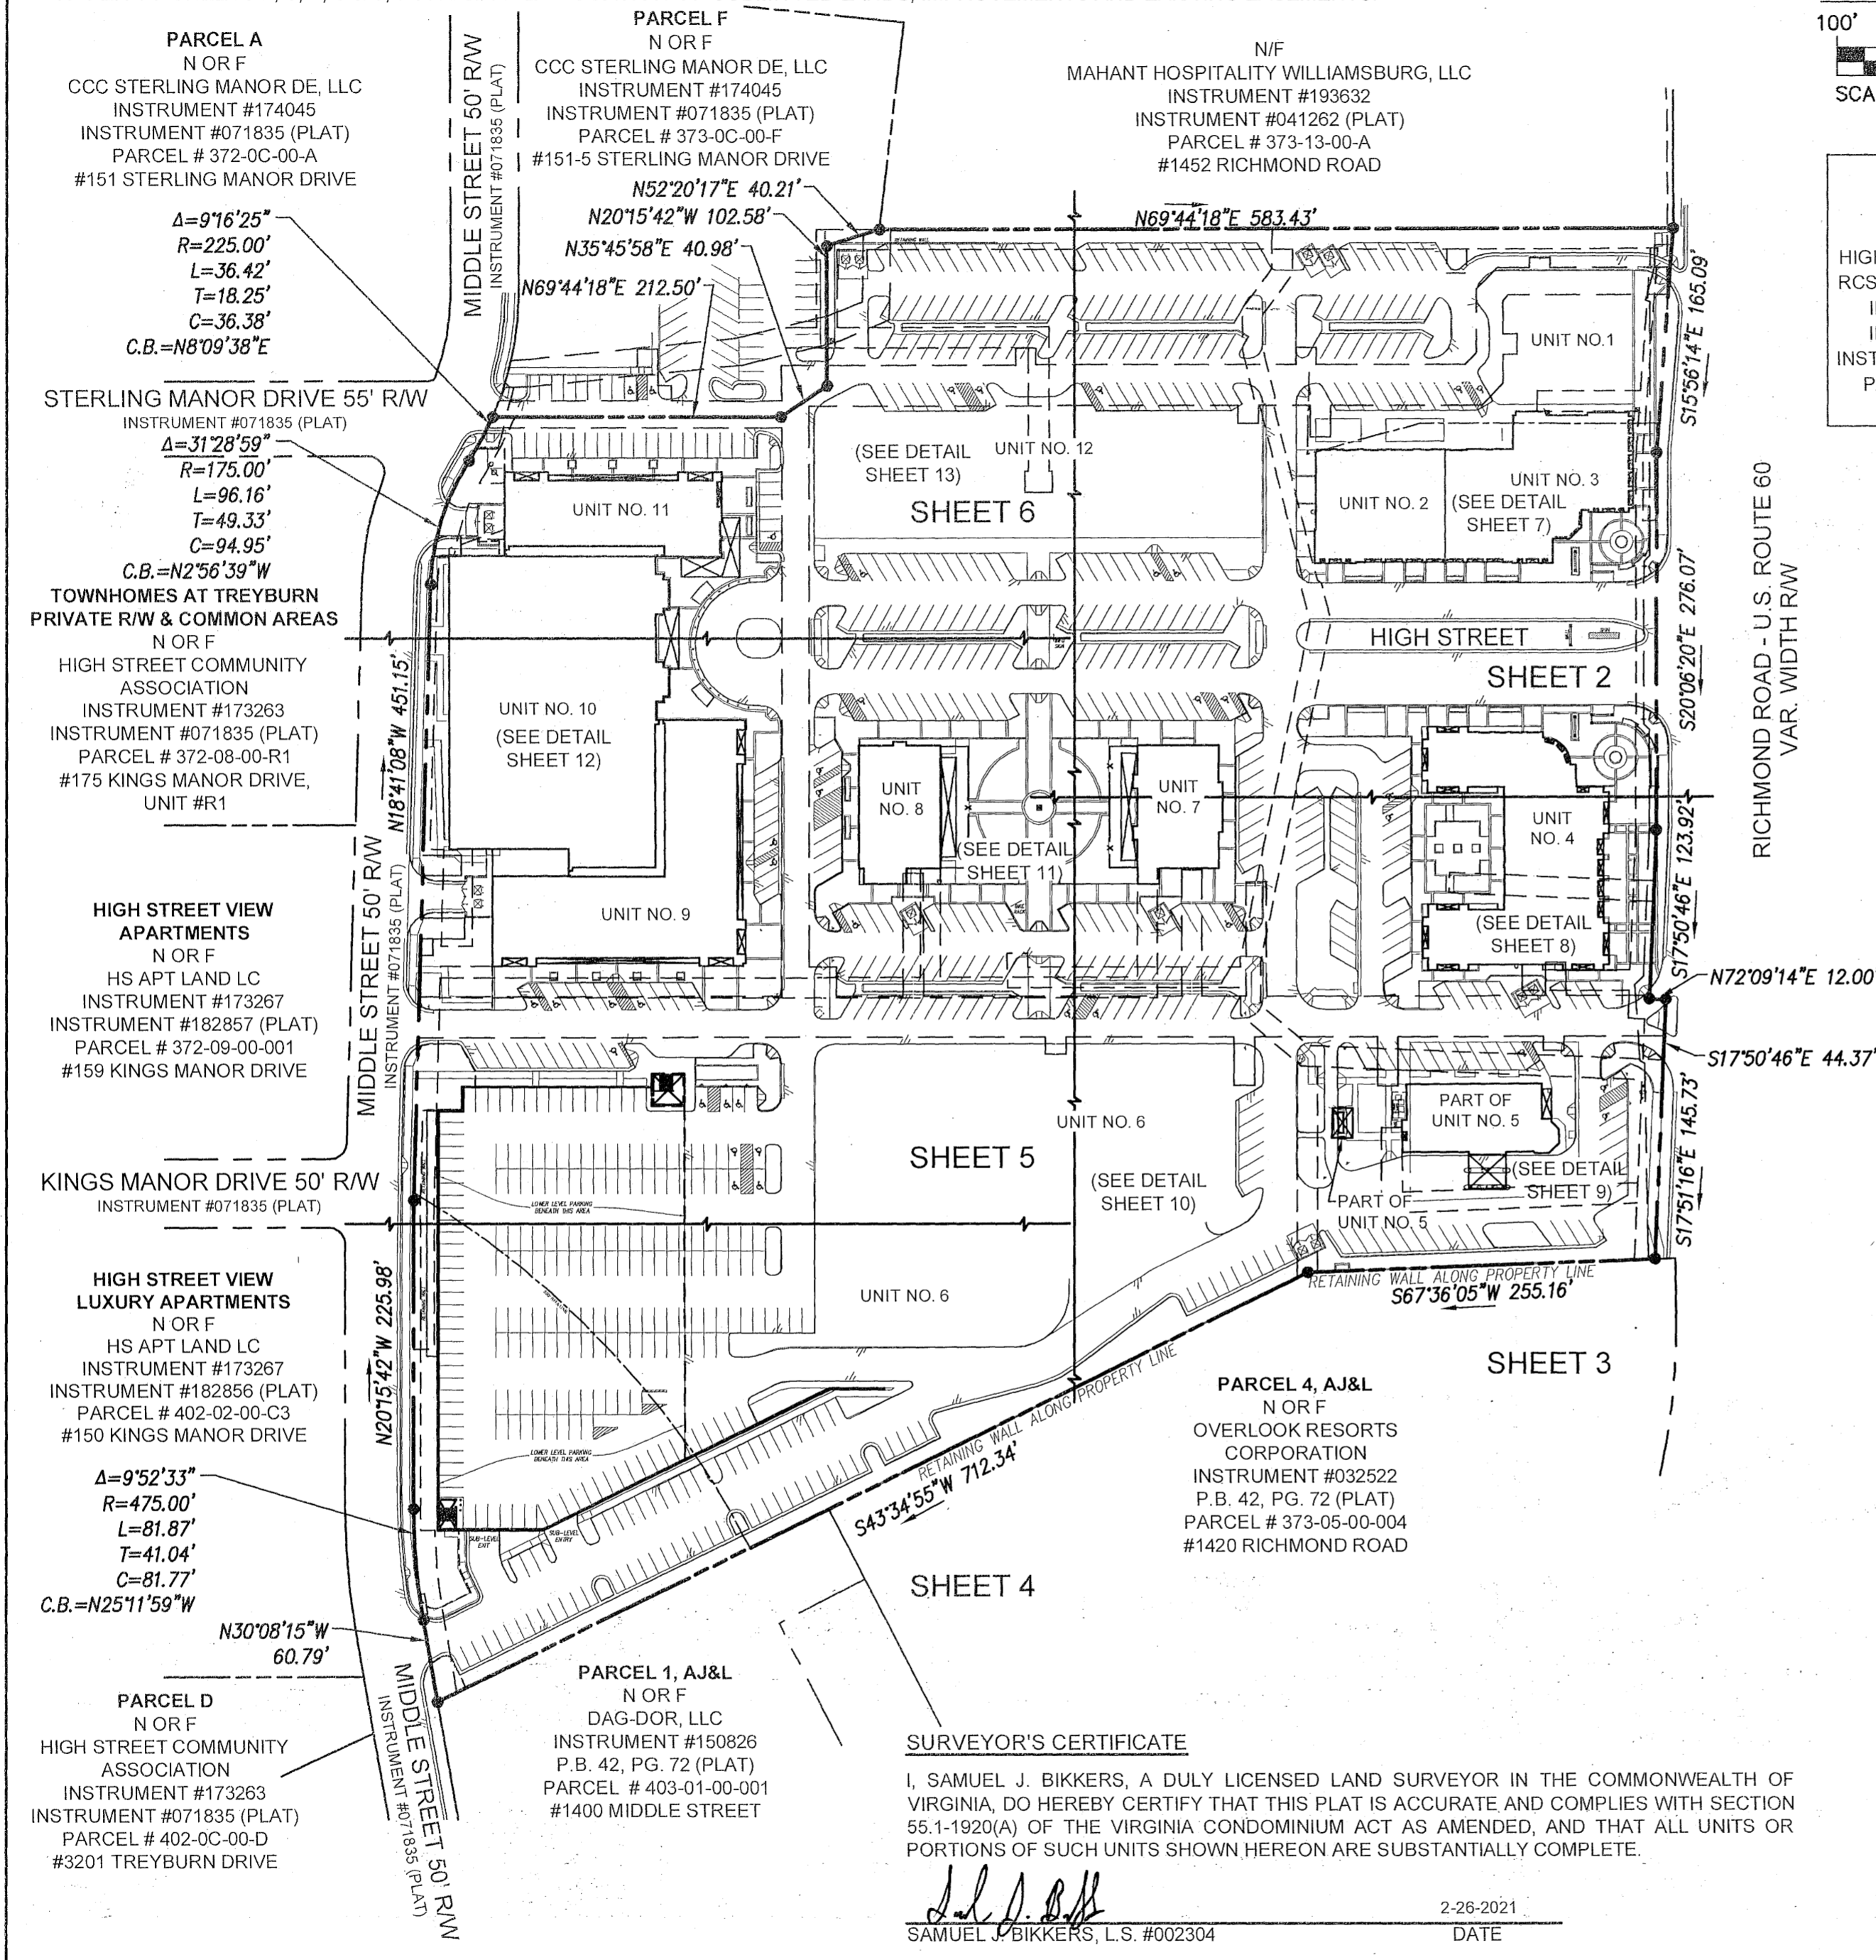 PARCEL A
N OR F
CCC STERLING MANOR DE, LLC
INSTRUMENT #174045
INSTRUMENT #071835 (PLAT)
PARCEL # 372-0C-00-A
#151 STERLING MANOR DRIVE
MIDDLE STREET 50' R/W
INSTRUMENT #071835 (PLAT)
PARCEL F
N OR F
CCC STERLING MANOR DE, LLC
INSTRUMENT #174045
INSTRUMENT #071835 (PLAT)
PARCEL # 373-0C-00-F
#151-5 STERLING MANOR DRIVE
N/F
MAHANT HOSPITALITY WILLIAMSBURG, LLC
INSTRUMENT #193632
INSTRUMENT #041262 (PLAT)
PARCEL # 373-13-00-A
#1452 RICHMOND ROAD
100'
N52°20'17"E 40.21'
N20°15'42"W 102.58'
N35°45'58"E 40.98'
N69°44'18"E 212.50'
N69°44'18"E 583.43'
S15°56'14"E 165.09'
Δ=9°16'25"
R=225.00'
L=36.42'
T=18.25'
C=36.38'
C.B.=N8°09'38"E
STERLING MANOR DRIVE 55' R/W
INSTRUMENT #071835 (PLAT)
Δ=31°28'59"
R=175.00'
L=96.16'
T=49.33'
C=94.95'
C.B.=N2°56'39"W
RETAINING WALL
UNIT NO.1
(SEE DETAIL
SHEET 13)
UNIT NO. 12
SHEET 6
UNIT NO. 11
UNIT NO. 2
UNIT NO. 3
(SEE DETAIL
SHEET 7)
S20°06'20"E 276.07'
RICHMOND ROAD - U.S. ROUTE 60
VAR. WIDTH R/W
TOWNHOMES AT TREYBURN
PRIVATE R/W & COMMON AREAS
N OR F
HIGH STREET COMMUNITY
ASSOCIATION
INSTRUMENT #173263
INSTRUMENT #071835 (PLAT)
PARCEL # 372-08-00-R1
#175 KINGS MANOR DRIVE,
UNIT #R1
N18°41'08"W 451.15'
HIGH STREET
SHEET 2
UNIT NO. 10
(SEE DETAIL
SHEET 12)
UNIT
NO. 8
UNIT
NO. 7
(SEE DETAIL
SHEET 11)
UNIT
NO. 4
(SEE DETAIL
SHEET 8)
S17°50'46"E 123.92'
UNIT NO. 9
MIDDLE STREET 50' R/W
INSTRUMENT #071835 (PLAT)
HIGH STREET VIEW
APARTMENTS
N OR F
HS APT LAND LC
INSTRUMENT #173267
INSTRUMENT #182857 (PLAT)
PARCEL # 372-09-00-001
#159 KINGS MANOR DRIVE
N72°09'14"E 12.00'
S17°50'46"E 44.37'
S17°51'16"E 145.73'
PART OF
UNIT NO. 5
(SEE DETAIL
SHEET 9)
PART OF
UNIT NO. 5
UNIT NO. 6
SHEET 5
(SEE DETAIL
SHEET 10)
LOWER LEVEL PARKING
BENEATH THIS AREA
KINGS MANOR DRIVE 50' R/W
INSTRUMENT #071835 (PLAT)
RETAINING WALL ALONG PROPERTY LINE
S67°36'05"W 255.16'
UNIT NO. 6
N20°15'42"W 225.98'
HIGH STREET VIEW
LUXURY APARTMENTS
N OR F
HS APT LAND LC
INSTRUMENT #173267
INSTRUMENT #182856 (PLAT)
PARCEL # 402-02-00-C3
#150 KINGS MANOR DRIVE
SHEET 3
LOWER LEVEL PARKING
BENEATH THIS AREA
RETAINING WALL ALONG PROPERTY LINE
S43°34'55"W 712.34'
PARCEL 4, AJ&L
N OR F
OVERLOOK RESORTS
CORPORATION
INSTRUMENT #032522
P.B. 42, PG. 72 (PLAT)
PARCEL # 373-05-00-004
#1420 RICHMOND ROAD
Δ=9°52'33"
R=475.00'
L=81.87'
T=41.04'
C=81.77'
C.B.=N25°11'59"W
SUB-LEVEL
EXIT
SUB-LEVEL
ENTRY
SHEET 4
N30°08'15"W
60.79'
PARCEL D
N OR F
HIGH STREET COMMUNITY
ASSOCIATION
INSTRUMENT #173263
INSTRUMENT #071835 (PLAT)
PARCEL # 402-0C-00-D
#3201 TREYBURN DRIVE
MIDDLE STREET 50' R/W
INSTRUMENT #071835 (PLAT)
PARCEL 1, AJ&L
N OR F
DAG-DOR, LLC
INSTRUMENT #150826
P.B. 42, PG. 72 (PLAT)
PARCEL # 403-01-00-001
#1400 MIDDLE STREET
SURVEYOR'S CERTIFICATE
I, SAMUEL J. BIKKERS, A DULY LICENSED LAND SURVEYOR IN THE COMMONWEALTH OF
VIRGINIA, DO HEREBY CERTIFY THAT THIS PLAT IS ACCURATE AND COMPLIES WITH SECTION
55.1-1920(A) OF THE VIRGINIA CONDOMINIUM ACT AS AMENDED, AND THAT ALL UNITS OR
PORTIONS OF SUCH UNITS SHOWN HEREON ARE SUBSTANTIALLY COMPLETE.
2-26-2021
SAMUEL J. BIKKERS, L.S. #002304
DATE